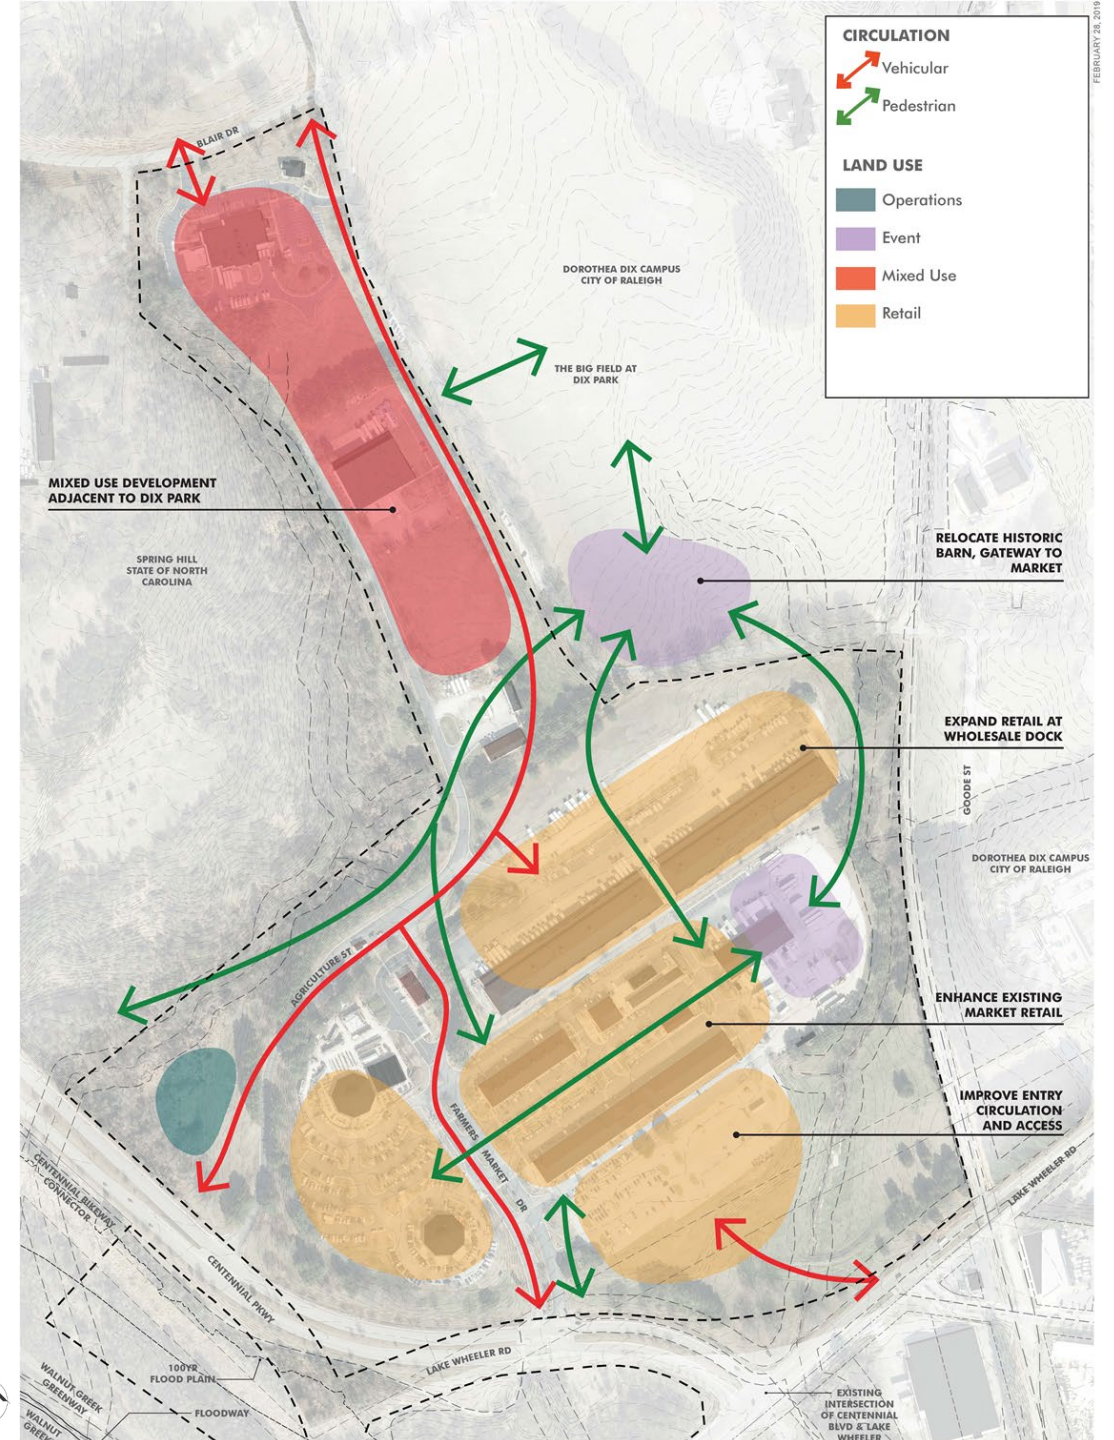 FEBRUARY 28, 2019
CIRCULATION
Vehicular
Pedestrian
LAND USE
Operations
Event
Mixed Use
Retail
BLAIR DR
DOROTHEA DIX CAMPUS
CITY OF RALEIGH
THE BIG FIELD AT
DIX PARK
MIXED USE DEVELOPMENT
ADJACENT TO DIX PARK
SPRING HILL
STATE OF NORTH
CAROLINA
RELOCATE HISTORIC
BARN, GATEWAY TO
MARKET
EXPAND RETAIL AT
WHOLESALE DOCK
GOODE ST
DOROTHEA DIX CAMPUS
CITY OF RALEIGH
AGRICULTURE ST
ENHANCE EXISTING
MARKET RETAIL
IMPROVE ENTRY
CIRCULATION
AND ACCESS
FARMERS MARKET DR
LAKE WHEELER RD
CENTENNIAL BIKEWAY
CONNECTOR
CENTENNIAL PKWY
LAKE WHEELER RD
100YR
FLOOD PLAIN
WALNUT CREEK
GREENWAY
FLOODWAY
WALNUT
CREEK
EXISTING
INTERSECTION
OF CENTENNIAL
BLVD & LAKE
WHEELER